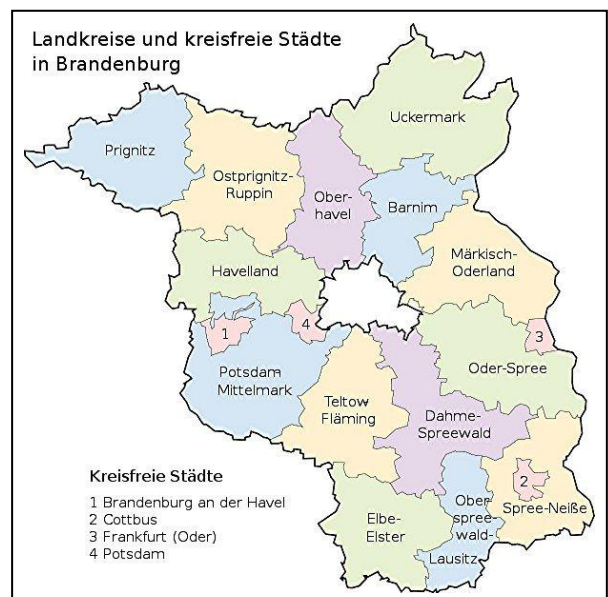 Landkreise und kreisfreie Städte
in Brandenburg
Uckermark
Prignitz
Ostprignitz-
Ruppin
Ober-
havel
Barnim
Märkisch-
Oderland
Havelland
1
4
3
Oder-Spree
Potsdam-
Mittelmark
Teltow-
Fläming
Dahme-
Spreewald
Kreisfreie Städte
1 Brandenburg an der Havel
2 Cottbus
3 Frankfurt (Oder)
4 Potsdam
Elbe-
Elster
Ober
spree
wald-
Lausitz
2
Spree-Neiße